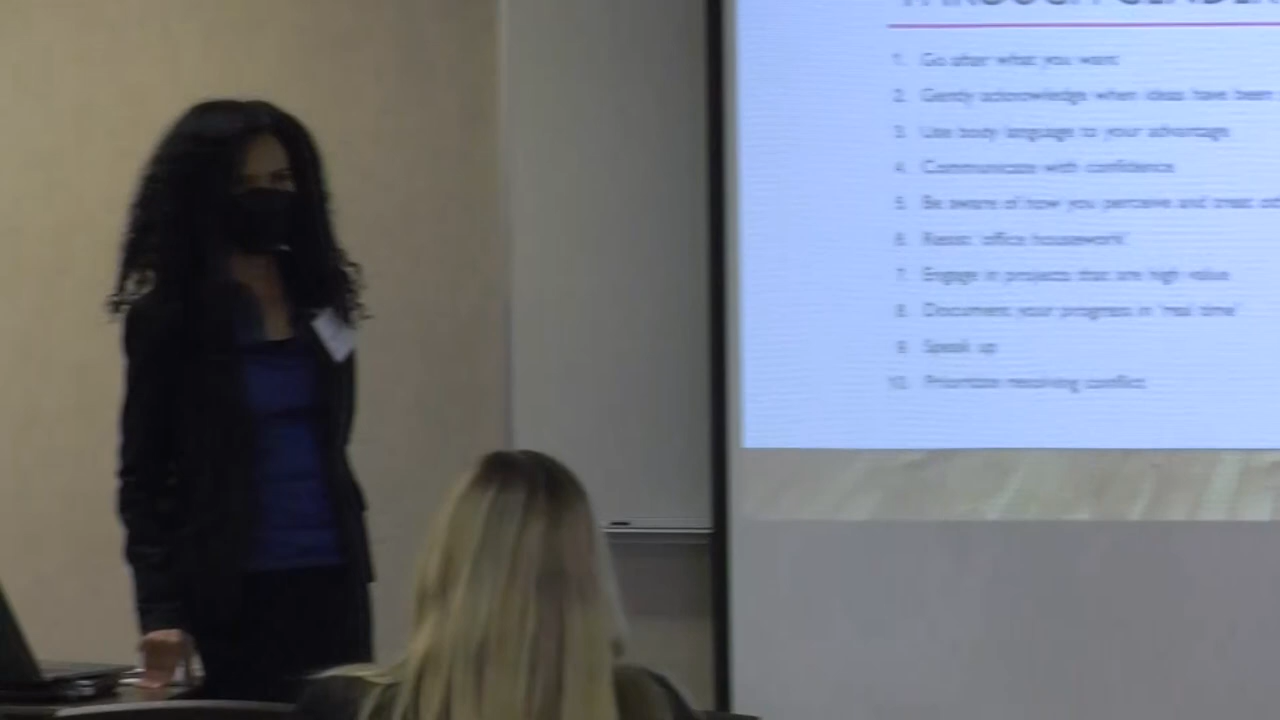 THROUGH GENDER
1. Go after what you want
2. Gently acknowledge when ideas have been
3. Use body language to your advantage
4. Communicate with confidence
5. Be aware of how you perceive and treat
6. Resist 'office housework'
7. Engage in projects that are high value
8. Document your progress in 'real time'
9. Speak up
10. Prioritize resolving conflict